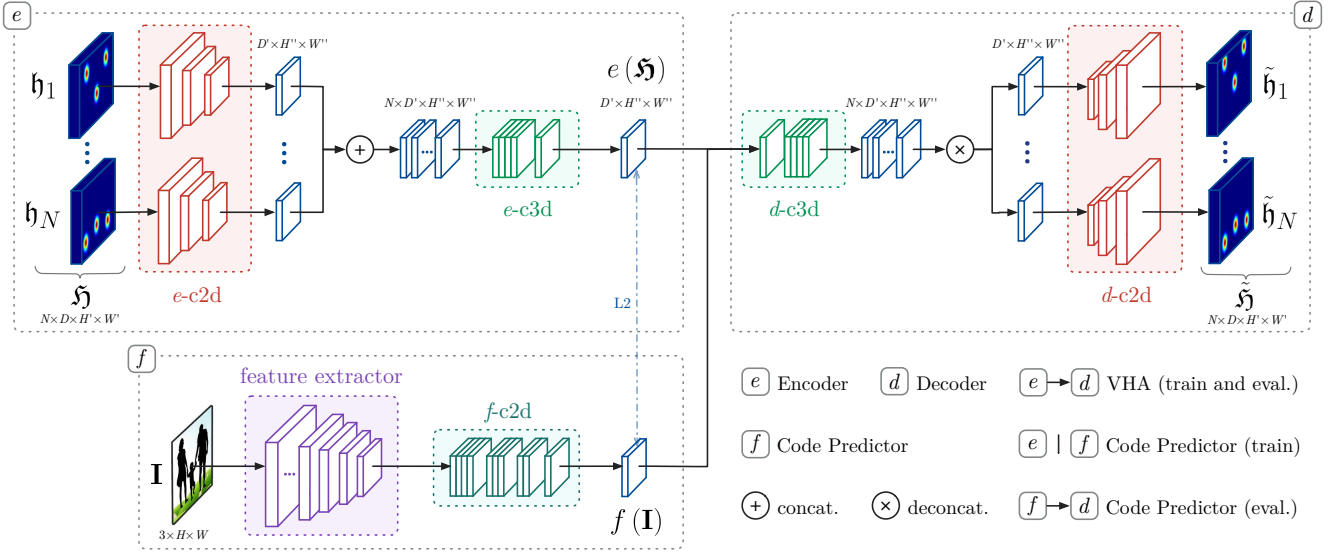 e
𝔥1
𝔥N
ℌ
N×D×H'×W'
e-c2d
D'×H''×W''
+
N×D'×H''×W''
...
e-c3d
e (ℌ)
D'×H''×W''
L2
d
d-c3d
N×D'×H''×W''
...
×
D'×H''×W''
d-c2d
𝔥̃1
𝔥̃N
ℌ̃
N×D×H'×W'
f
feature extractor
I
3×H×W
...
f-c2d
f (I)
e Encoder
d Decoder
e d VHA (train and eval.)
f Code Predictor
e | f Code Predictor (train)
+ concat.
× deconcat.
f d Code Predictor (eval.)